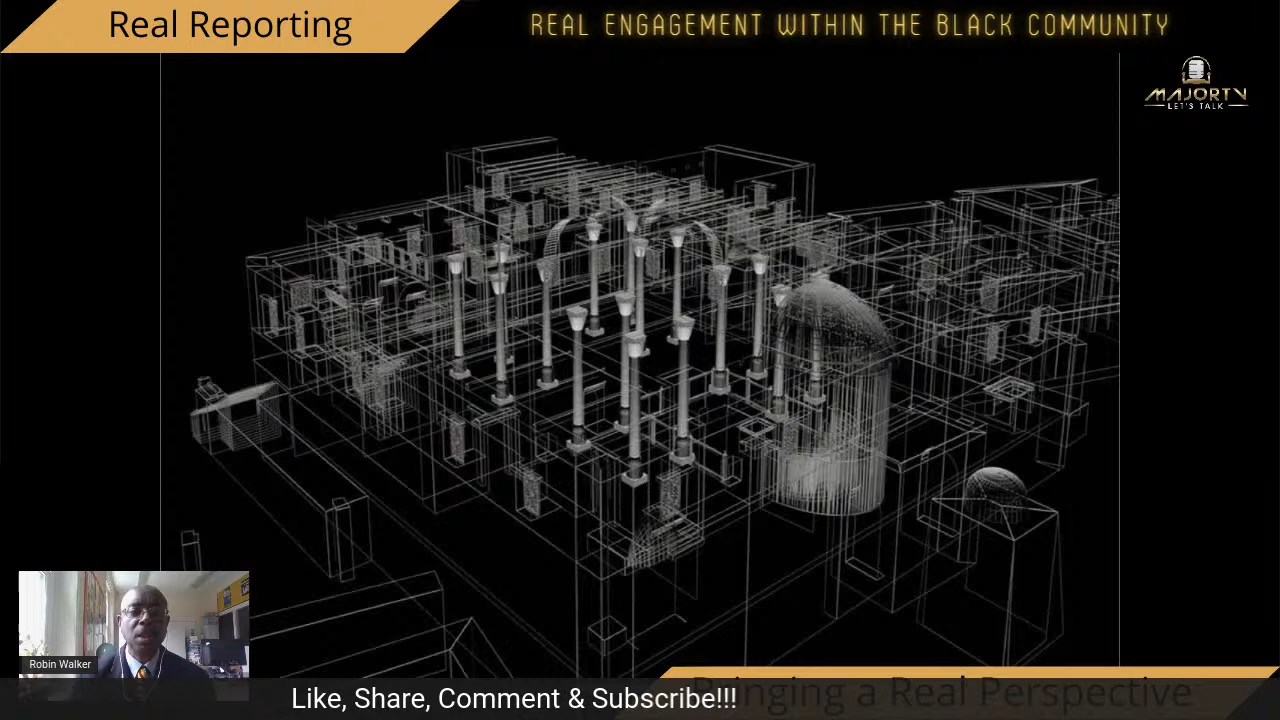 Real Reporting
REAL ENGAGEMENT WITHIN THE BLACK COMMUNITY
MAJORTV
LET'S TALK
Robin Walker
Like, Share, Comment & Subscribe!!!
Bringing a Real Perspective